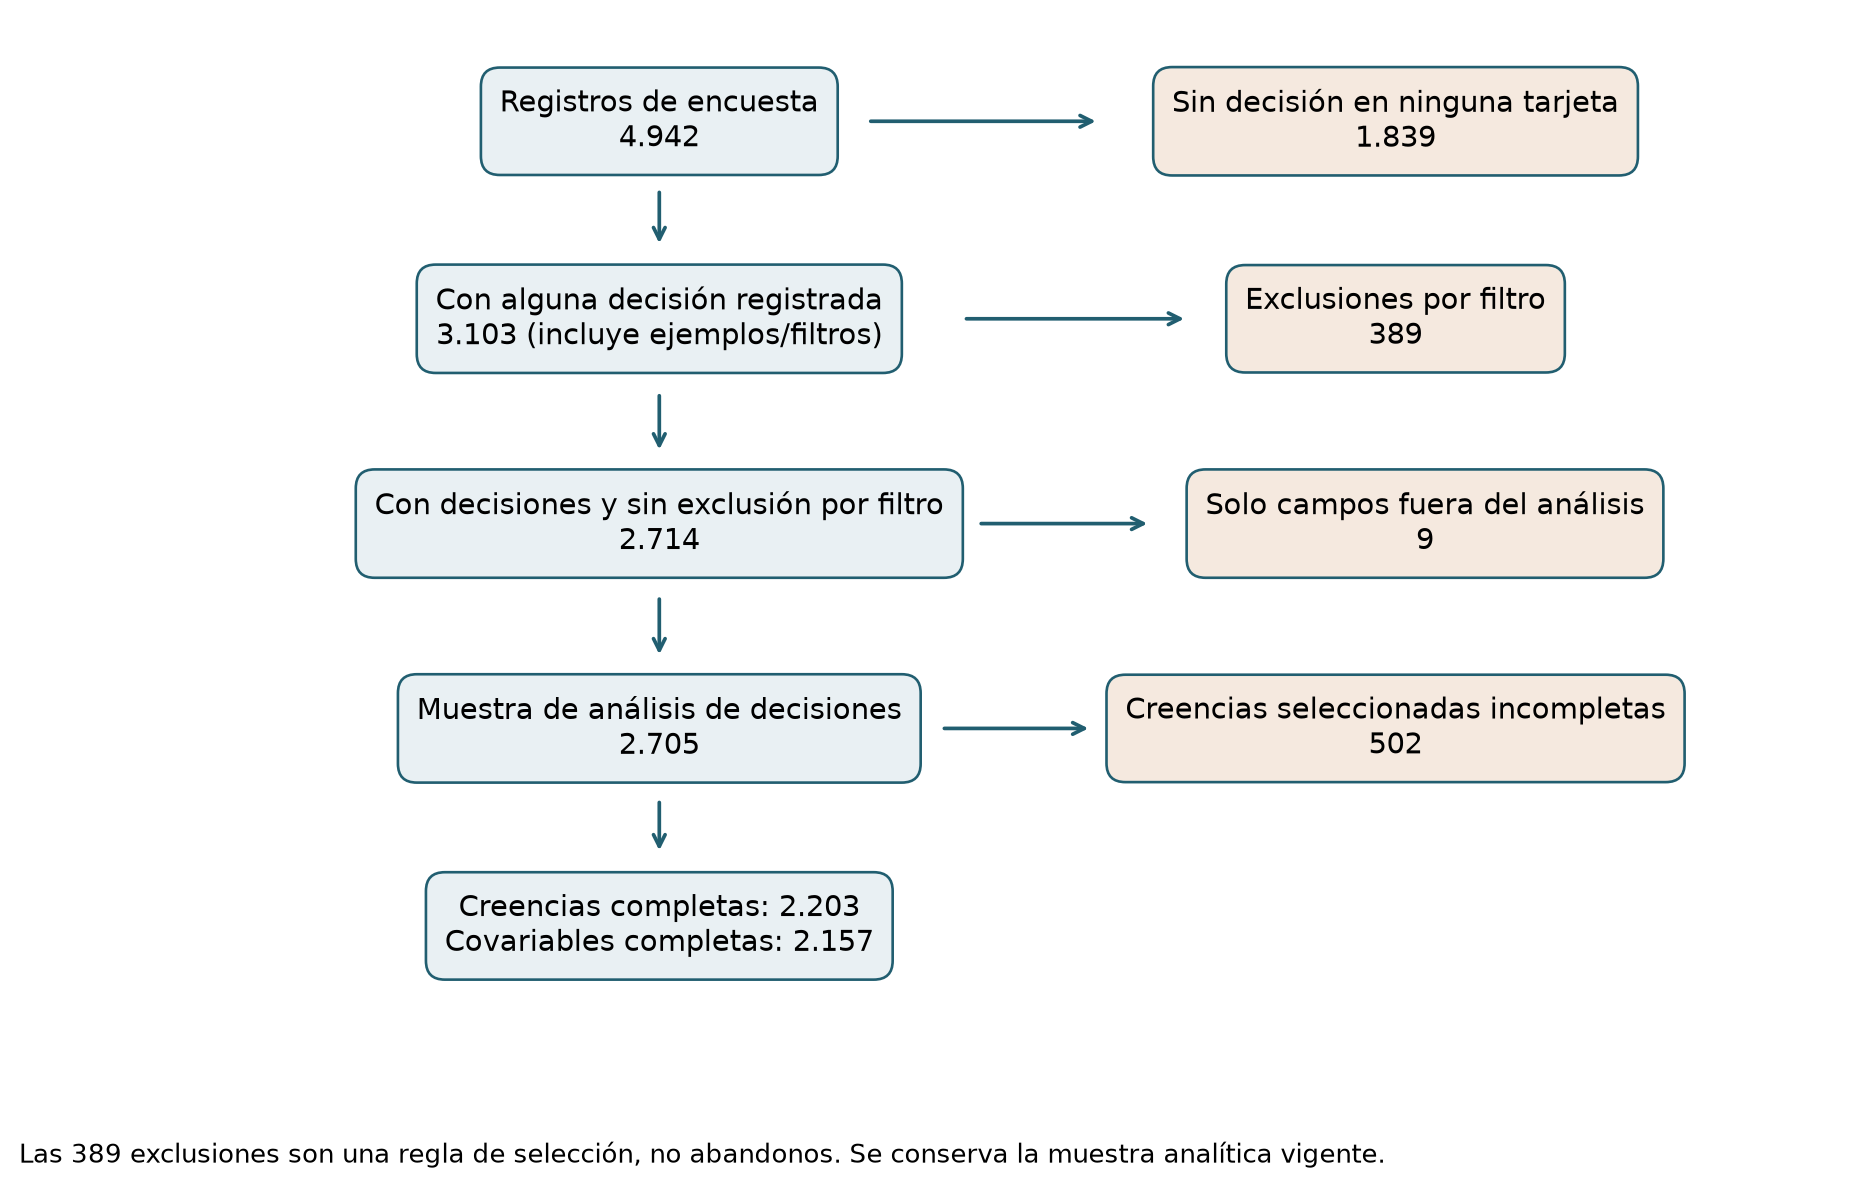 Registros de encuesta
4.942
Sin decisión en ninguna tarjeta
1.839
Con alguna decisión registrada
3.103 (incluye ejemplos/filtros)
Exclusiones por filtro
389
Con decisiones y sin exclusión por filtro
2.714
Solo campos fuera del análisis
9
Muestra de análisis de decisiones
2.705
Creencias seleccionadas incompletas
502
Creencias completas: 2.203
Covariables completas: 2.157
Las 389 exclusiones son una regla de selección, no abandonos. Se conserva la muestra analítica vigente.